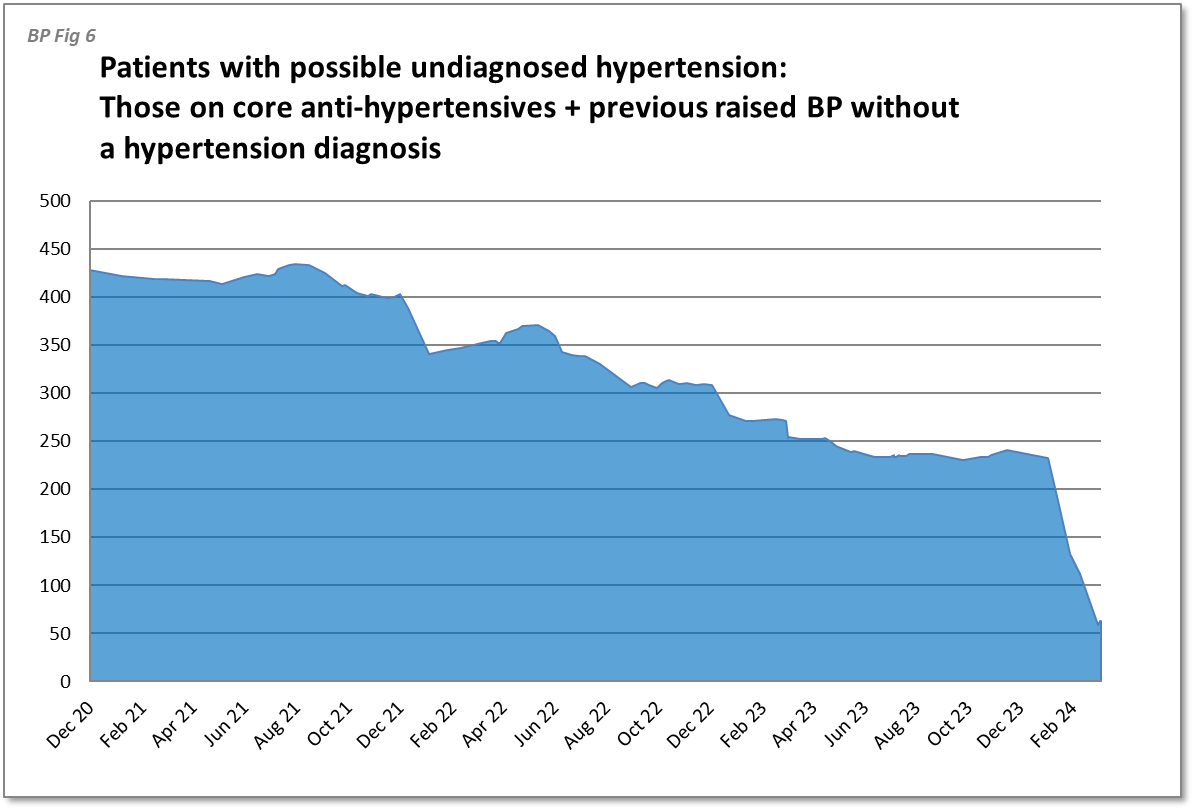 BP Fig 6
Patients with possible undiagnosed hypertension:
Those on core anti-hypertensives + previous raised BP without
a hypertension diagnosis
500
450
400
350
300
250
200
150
100
50
0
Dec 20
Feb 21
Apr 21
Jun 21
Aug 21
Oct 21
Dec 21
Feb 22
Apr 22
Jun 22
Aug 22
Oct 22
Dec 22
Feb 23
Apr 23
Jun 23
Aug 23
Oct 23
Dec 23
Feb 24